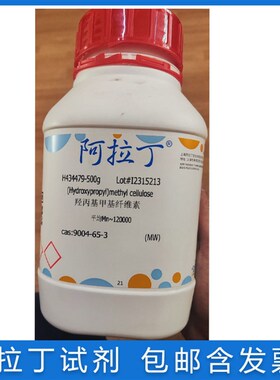 阿拉丁®
H434479-500g Lot#I2315213
(Hydroxypropyl)methyl cellulose
羟丙基甲基纤维素
平均Mn~120000
cas:9004-65-3 (MW)
21
拉丁试剂 包邮含发票